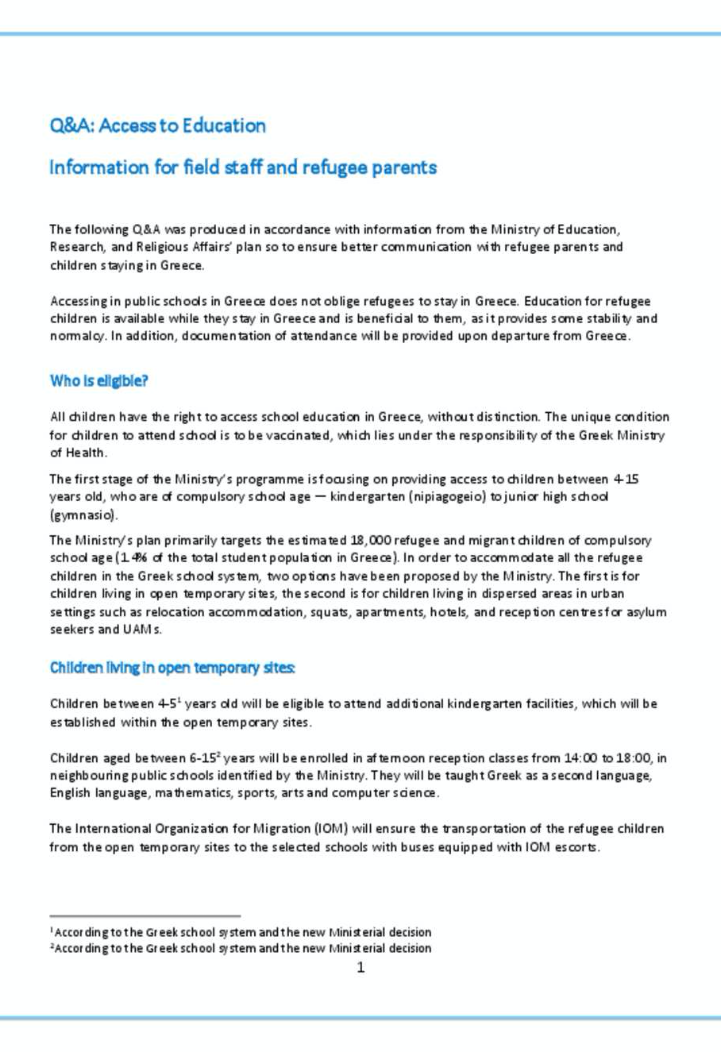 Q&A: Access to Education
Information for field staff and refugee parents
The following Q&A was produced in accordance with information from the Ministry of Education,
Research, and Religious Affairs' plan so to ensure better communication with refugee parents and
children staying in Greece.
Accessing in public schools in Greece does not oblige refugees to stay in Greece. Education for refugee
children is available while they stay in Greece and is beneficial to them, as it provides some stability and
normalcy. In addition, documentation of attendance will be provided upon departure from Greece.
Who is eligible?
All children have the right to access school education in Greece, without distinction. The unique condition
for children to attend school is to be vaccinated, which lies under the responsibility of the Greek Ministry
of Health.
The first stage of the Ministry's programme is focusing on providing access to children between 4-15
years old, who are of compulsory school age — kindergarten (nipiagogeio) to junior high school
(gymnasio).
The Ministry's plan primarily targets the estimated 18,000 refugee and migrant children of compulsory
school age (1.4% of the total student population in Greece). In order to accommodate all the refugee
children in the Greek school system, two options have been proposed by the Ministry. The first is for
children living in open temporary sites, the second is for children living in dispersed areas in urban
settings such as relocation accommodation, squats, apartments, hotels, and reception centres for asylum
seekers and UAMs.
Children living in open temporary sites:
Children between 4-5¹ years old will be eligible to attend additional kindergarten facilities, which will be
established within the open temporary sites.
Children aged between 6-15² years will be enrolled in afternoon reception classes from 14:00 to 18:00, in
neighbouring public schools identified by the Ministry. They will be taught Greek as a second language,
English language, mathematics, sports, arts and computer science.
The International Organization for Migration (IOM) will ensure the transportation of the refugee children
from the open temporary sites to the selected schools with buses equipped with IOM escorts.
¹According to the Greek school system and the new Ministerial decision
²According to the Greek school system and the new Ministerial decision
1